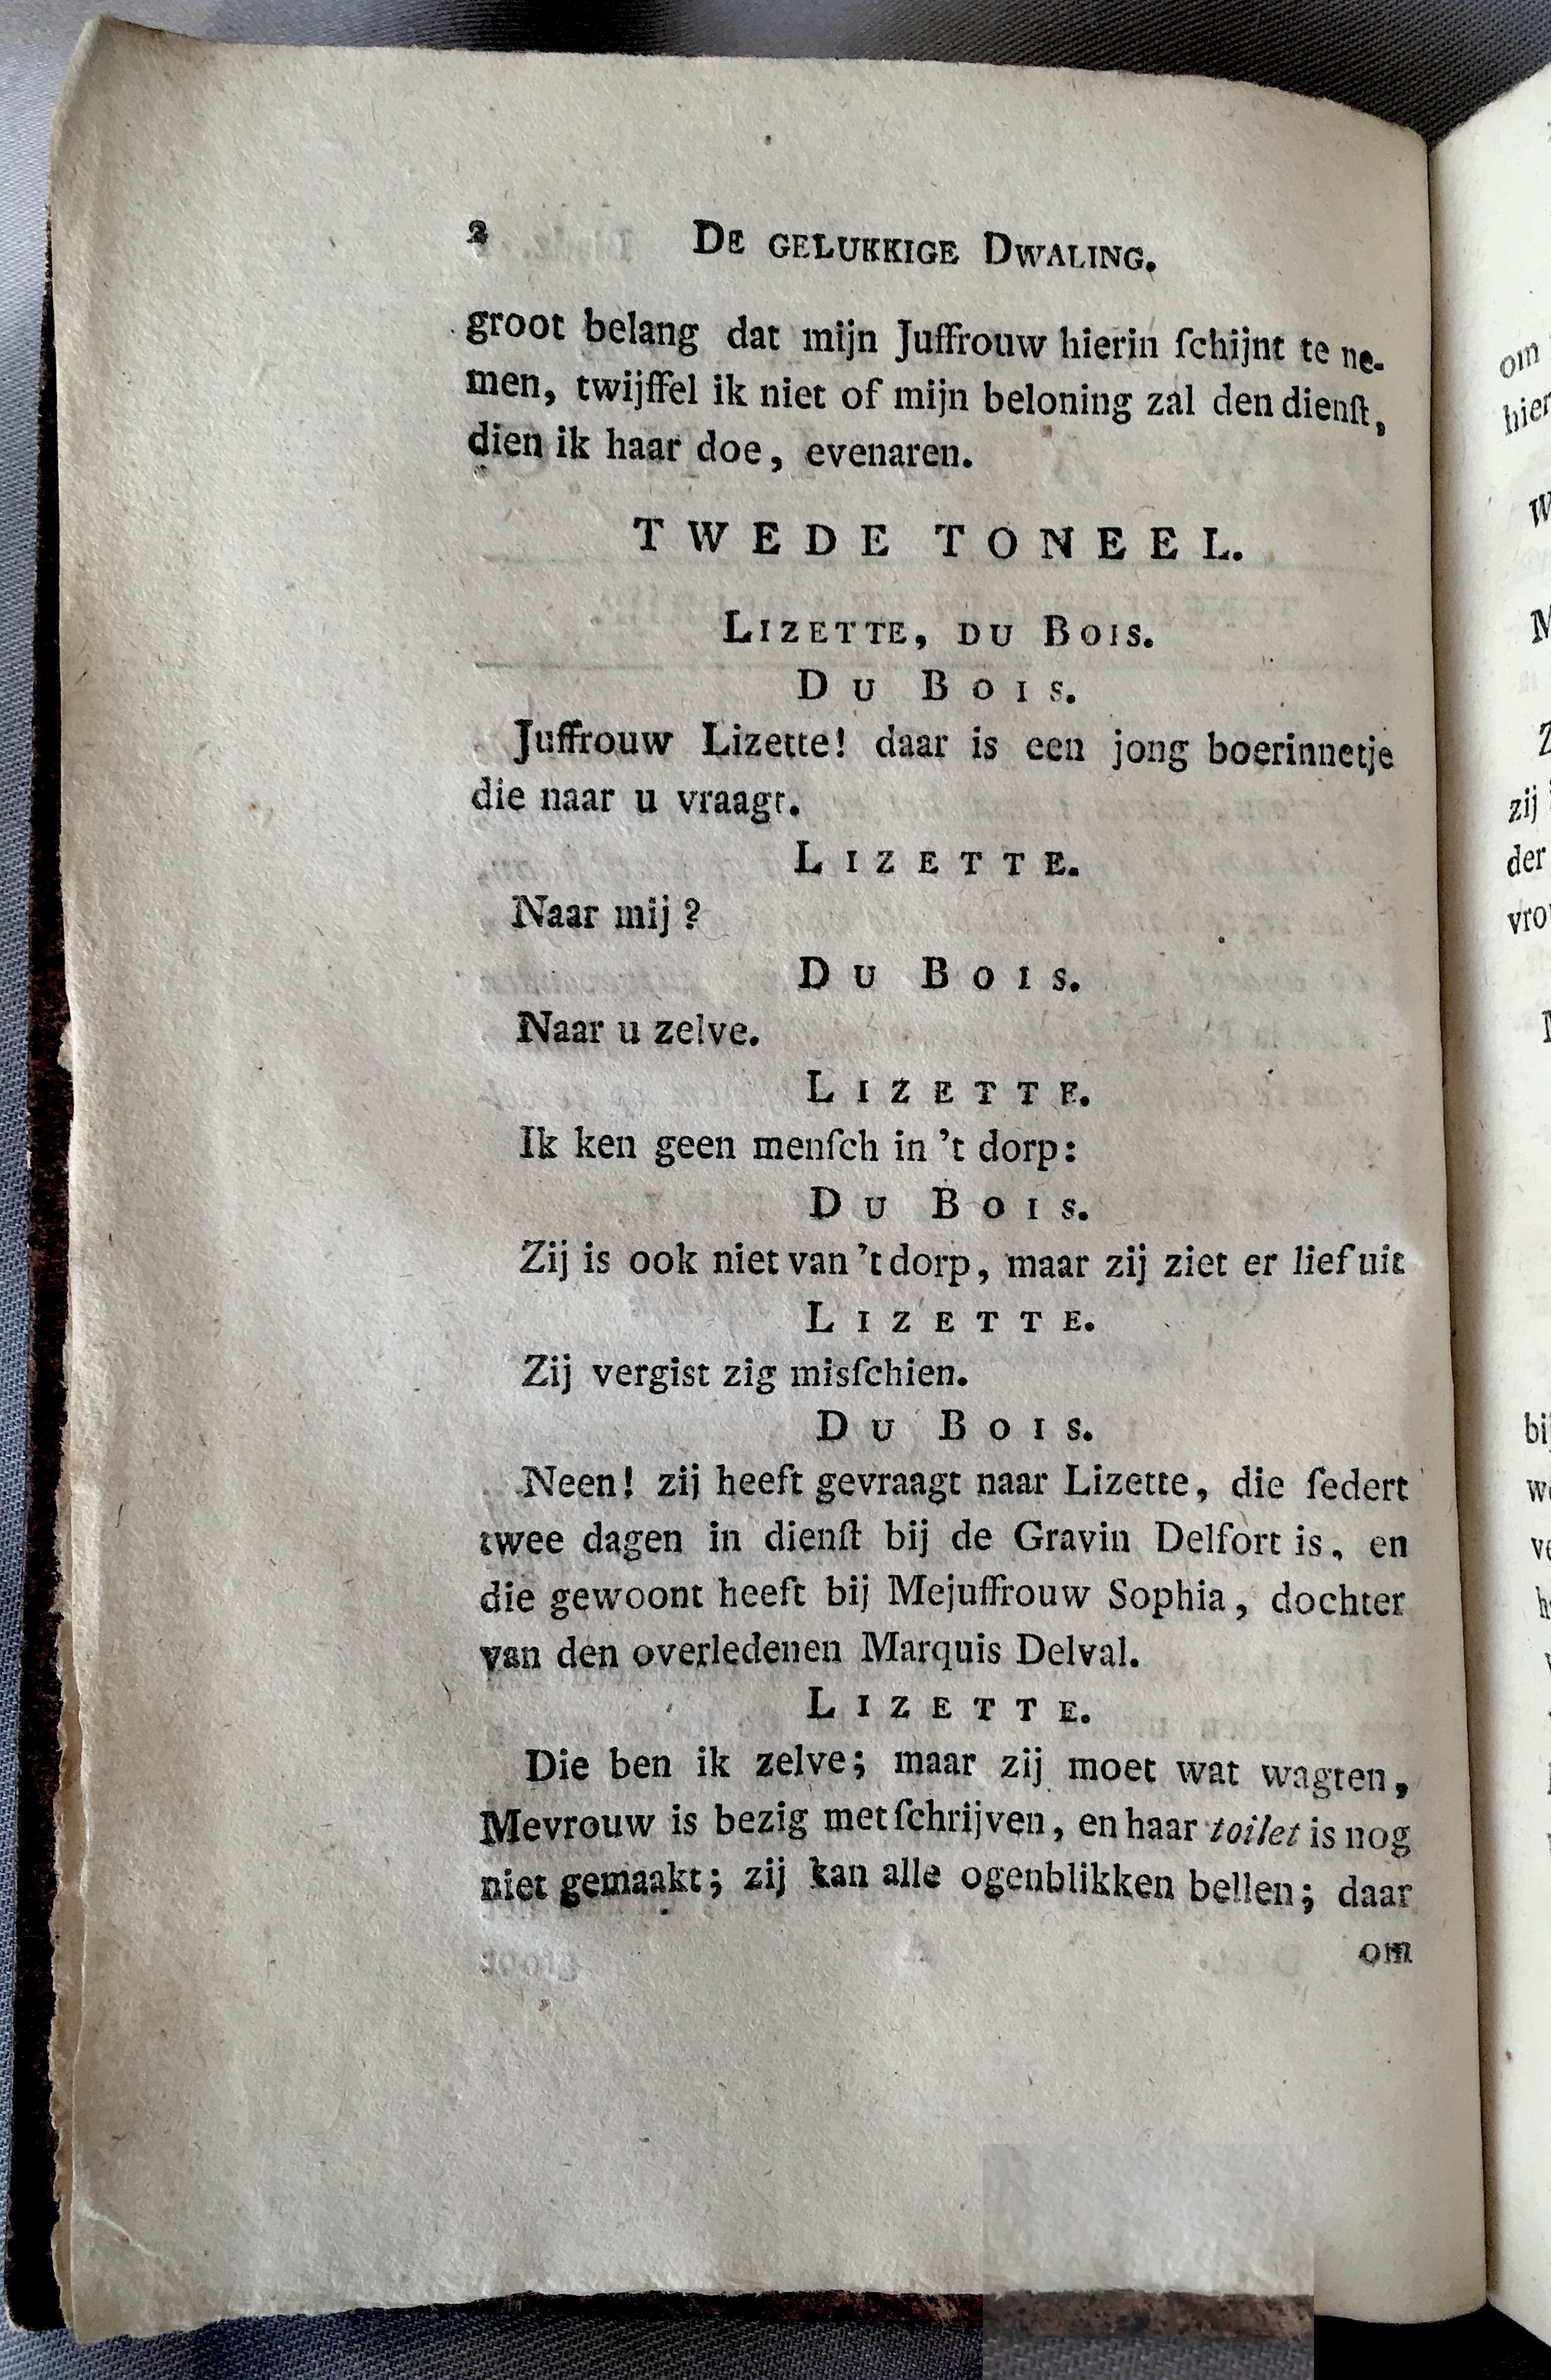 2 De gelukkige Dwaling.
groot belang dat mijn Juffrouw hierin ſchijnt te ne-
men, twijffel ik niet of mijn beloning zal den dienſt,
dien ik haar doe, evenaren.
TWEDE TONEEL.
Lizette, du Bois.
Du Bois.
Juffrouw Lizette! daar is een jong boerinnetje
die naar u vraagt.
Lizette.
Naar mij?
Du Bois.
Naar u zelve.
Lizette.
Ik ken geen menſch in 't dorp:
Du Bois.
Zij is ook niet van 't dorp, maar zij ziet er lief uit
Lizette.
Zij vergist zig misſchien.
Du Bois.
Neen! zij heeft gevraagt naar Lizette, die ſedert
twee dagen in dienſt bij de Gravin Delfort is, en
die gewoont heeft bij Mejuffrouw Sophia, dochter
van den overledenen Marquis Delval.
Lizette.
Die ben ik zelve; maar zij moet wat wagten,
Mevrouw is bezig met ſchrijven, en haar toilet is nog
niet gemaakt; zij kan alle ogenblikken bellen; daar
om
om
hier
zij
der